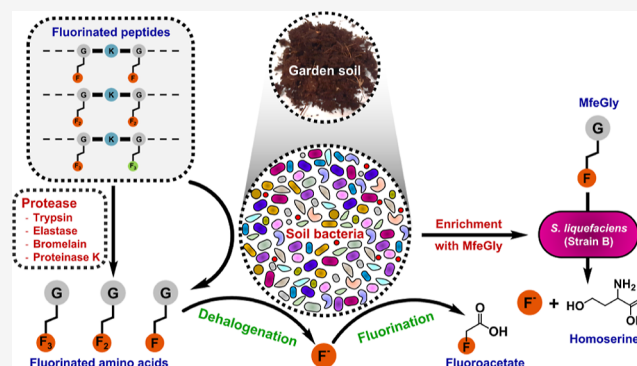 Fluorinated peptides
G K G
F F
G K G
F₂ F₂
G K G
F₃ F₃
Protease
- Trypsin
- Elastase
- Bromelain
- Proteinase K
G G G
F₃ F₂ F
Fluorinated amino acids
Garden soil
Soil bacteria
Dehalogenation
F⁻
Fluorination
O
OH
F
Fluoroacetate
Enrichment
with MfeGly
MfeGly
G
F
S. liquefaciens
(Strain B)
F⁻ +
NH₂
HO
Homoserine